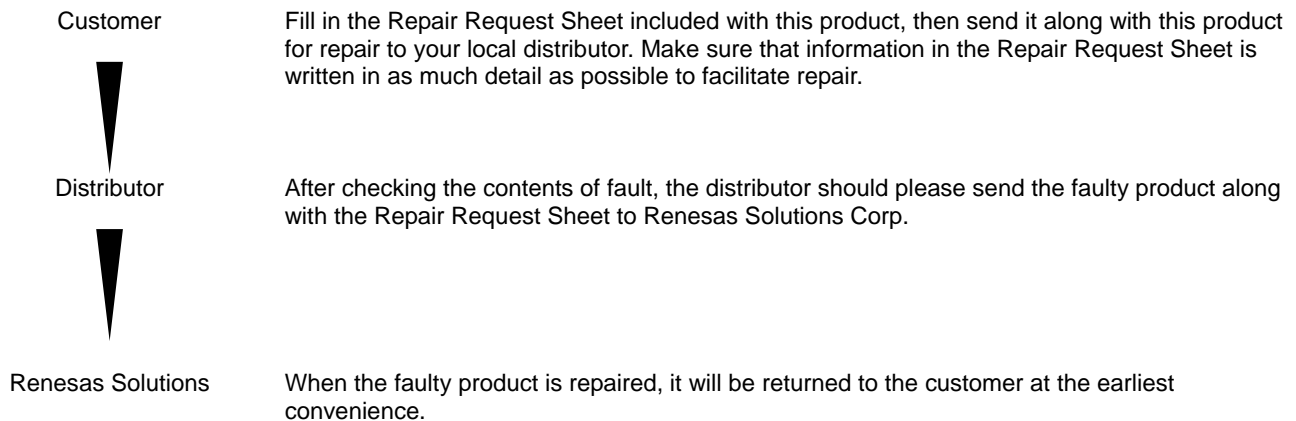 Customer
Fill in the Repair Request Sheet included with this product, then send it along with this product
for repair to your local distributor. Make sure that information in the Repair Request Sheet is
written in as much detail as possible to facilitate repair.
Distributor
After checking the contents of fault, the distributor should please send the faulty product along
with the Repair Request Sheet to Renesas Solutions Corp.
Renesas Solutions
When the faulty product is repaired, it will be returned to the customer at the earliest
convenience.